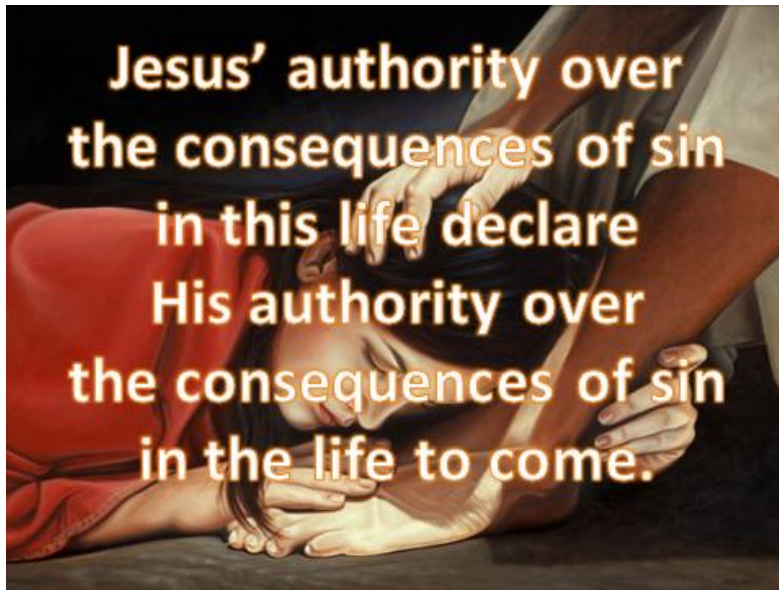 Jesus’ authority over
the consequences of sin
in this life declare
His authority over
the consequences of sin
in the life to come.